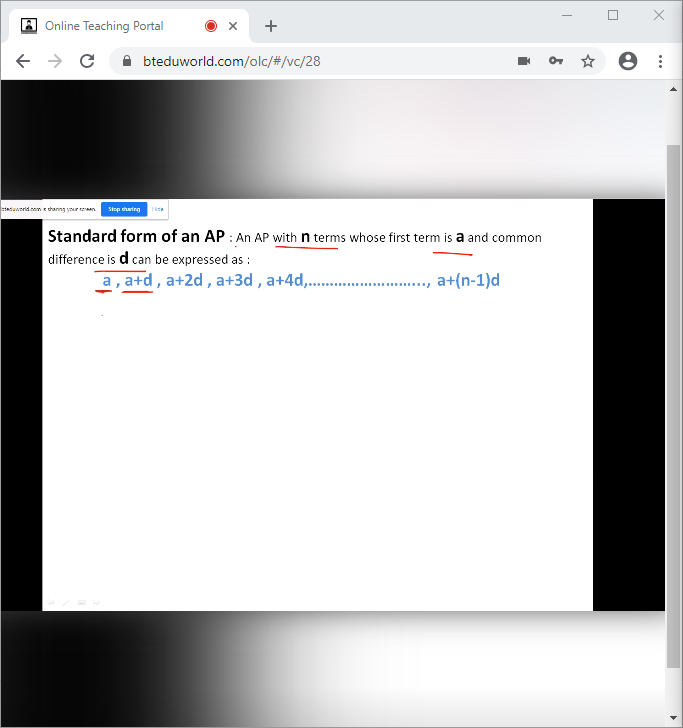 Online Teaching Portal
bteduworld.com/olc/#/vc/28
bteduworld.com is sharing your screen. Stop sharing Hide
Standard form of an AP : An AP with n terms whose first term is a and common
difference is d can be expressed as :
a , a+d , a+2d , a+3d , a+4d,……………………..., a+(n-1)d